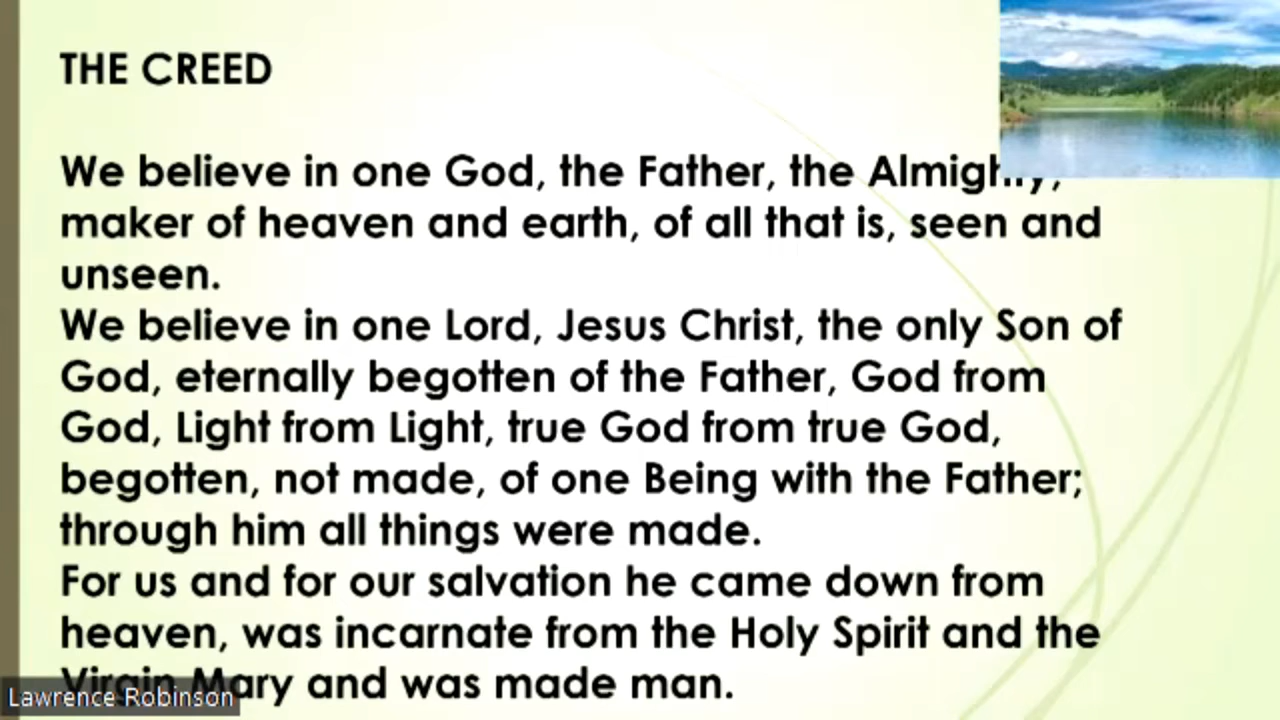 THE CREED
We believe in one God, the Father, the Almighty,
maker of heaven and earth, of all that is, seen and
unseen.
We believe in one Lord, Jesus Christ, the only Son of
God, eternally begotten of the Father, God from
God, Light from Light, true God from true God,
begotten, not made, of one Being with the Father;
through him all things were made.
For us and for our salvation he came down from
heaven, was incarnate from the Holy Spirit and the
Virgin Mary and was made man.
Lawrence Robinson